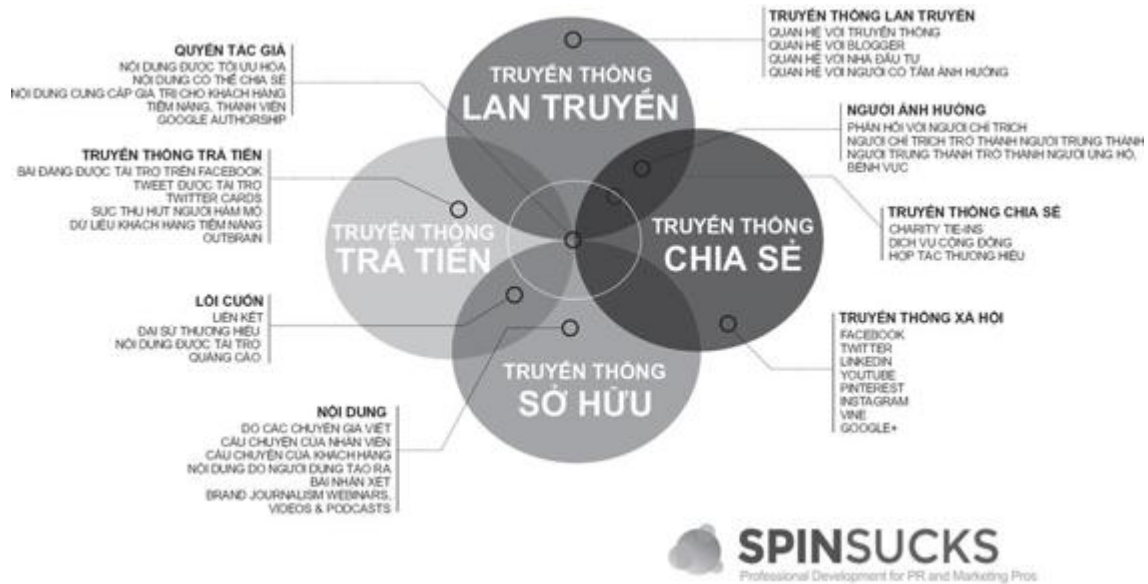 QUYỀN TÁC GIẢ
NỘI DUNG ĐƯỢC TỐI ƯU HÓA
NỘI DUNG CÓ THỂ CHIA SẺ
NỘI DUNG CUNG CẤP GIÁ TRỊ CHO KHÁCH HÀNG
TIỀM NĂNG, THÀNH VIÊN
GOOGLE AUTHORSHIP
TRUYỀN THÔNG TRẢ TIỀN
BÀI ĐĂNG ĐƯỢC TÀI TRỢ TRÊN FACEBOOK
TWEET ĐƯỢC TÀI TRỢ
TWITTER CARDS
SỨC THU HÚT NGƯỜI HÂM MỘ
DỮ LIỆU KHÁCH HÀNG TIỀM NĂNG
OUTBRAIN
LÔI CUỐN
LIÊN KẾT
ĐẠI SỨ THƯƠNG HIỆU
NỘI DUNG ĐƯỢC TÀI TRỢ
QUẢNG CÁO
NỘI DUNG
DO CÁC CHUYÊN GIA VIẾT
CÂU CHUYỆN CỦA NHÂN VIÊN
CÂU CHUYỆN CỦA KHÁCH HÀNG
NỘI DUNG DO NGƯỜI DÙNG TẠO RA
BÀI NHẬN XÉT
BRAND JOURNALISM WEBINARS,
VIDEOS & PODCASTS
TRUYỀN THÔNG
LAN TRUYỀN
TRUYỀN THÔNG
TRẢ TIỀN
TRUYỀN THÔNG
CHIA SẺ
TRUYỀN THÔNG
SỞ HỮU
TRUYỀN THÔNG LAN TRUYỀN
QUAN HỆ VỚI TRUYỀN THÔNG
QUAN HỆ VỚI BLOGGER
QUAN HỆ VỚI NHÀ ĐẦU TƯ
QUAN HỆ VỚI NGƯỜI CÓ TẦM ẢNH HƯỞNG
NGƯỜI ẢNH HƯỞNG
PHẢN HỒI VỚI NGƯỜI CHỈ TRÍCH
NGƯỜI CHỈ TRÍCH TRỞ THÀNH NGƯỜI TRUNG THÀNH
NGƯỜI TRUNG THÀNH TRỞ THÀNH NGƯỜI ỦNG HỘ,
BÊNH VỰC
TRUYỀN THÔNG CHIA SẺ
CHARITY TIE-INS
DỊCH VỤ CỘNG ĐỒNG
HỢP TÁC THƯƠNG HIỆU
TRUYỀN THÔNG XÃ HỘI
FACEBOOK
TWITTER
LINKEDIN
YOUTUBE
PINTEREST
INSTAGRAM
VINE
GOOGLE+
SPINSUCKS
Professional Development for PR and Marketing Pros